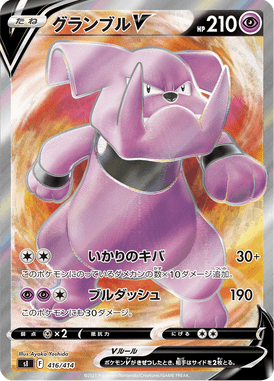 たね グランブルV HP 210
いかりのキバ 30+
このポケモンにのっているダメカンの数×10ダメージ追加。
ブルダッシュ 190
このポケモンにも30ダメージ。
弱点 ×2 抵抗力 にげる
Vルール
ポケモンVがきぜつしたとき、相手はサイドを2枚とる。
Illus. Ayaka Yoshida
sI F 416/414